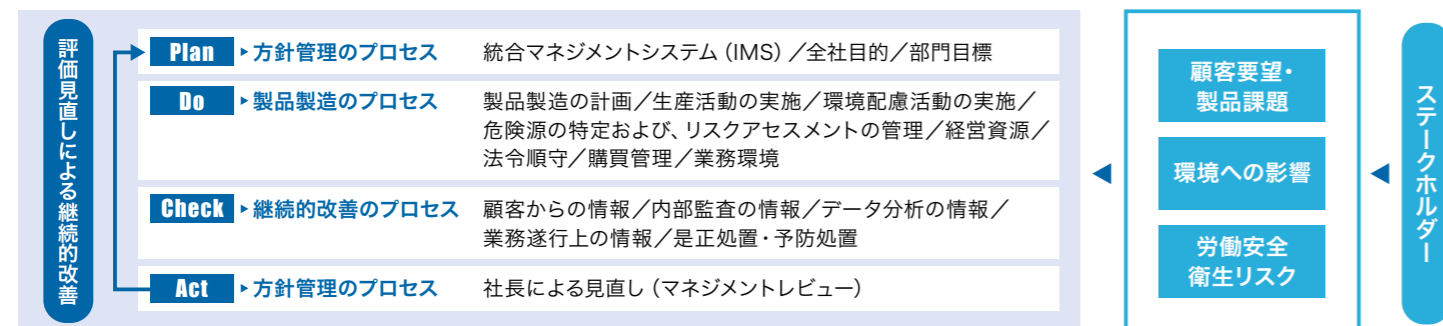 評価見直しによる継続的改善
Plan ▸方針管理のプロセス 統合マネジメントシステム(IMS)／全社目的／部門目標
Do ▸製品製造のプロセス 製品製造の計画／生産活動の実施／環境配慮活動の実施／
危険源の特定および、リスクアセスメントの管理／経営資源／
法令順守／購買管理／業務環境
Check ▸継続的改善のプロセス 顧客からの情報／内部監査の情報／データ分析の情報／
業務遂行上の情報／是正処置・予防処置
Act ▸方針管理のプロセス 社長による見直し(マネジメントレビュー)
顧客要望・
製品課題
環境への影響
労働安全
衛生リスク
ステークホルダー